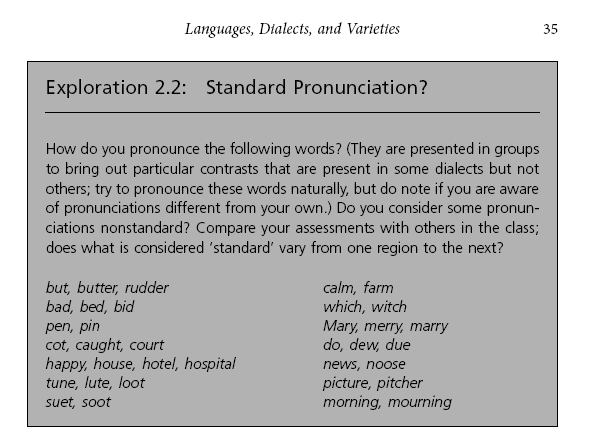 Languages, Dialects, and Varieties 35
Exploration 2.2: Standard Pronunciation?
How do you pronounce the following words? (They are presented in groups
to bring out particular contrasts that are present in some dialects but not
others; try to pronounce these words naturally, but do note if you are aware
of pronunciations different from your own.) Do you consider some pronun-
ciations nonstandard? Compare your assessments with others in the class;
does what is considered 'standard' vary from one region to the next?
but, butter, rudder
bad, bed, bid
pen, pin
cot, caught, court
happy, house, hotel, hospital
tune, lute, loot
suet, soot
calm, farm
which, witch
Mary, merry, marry
do, dew, due
news, noose
picture, pitcher
morning, mourning